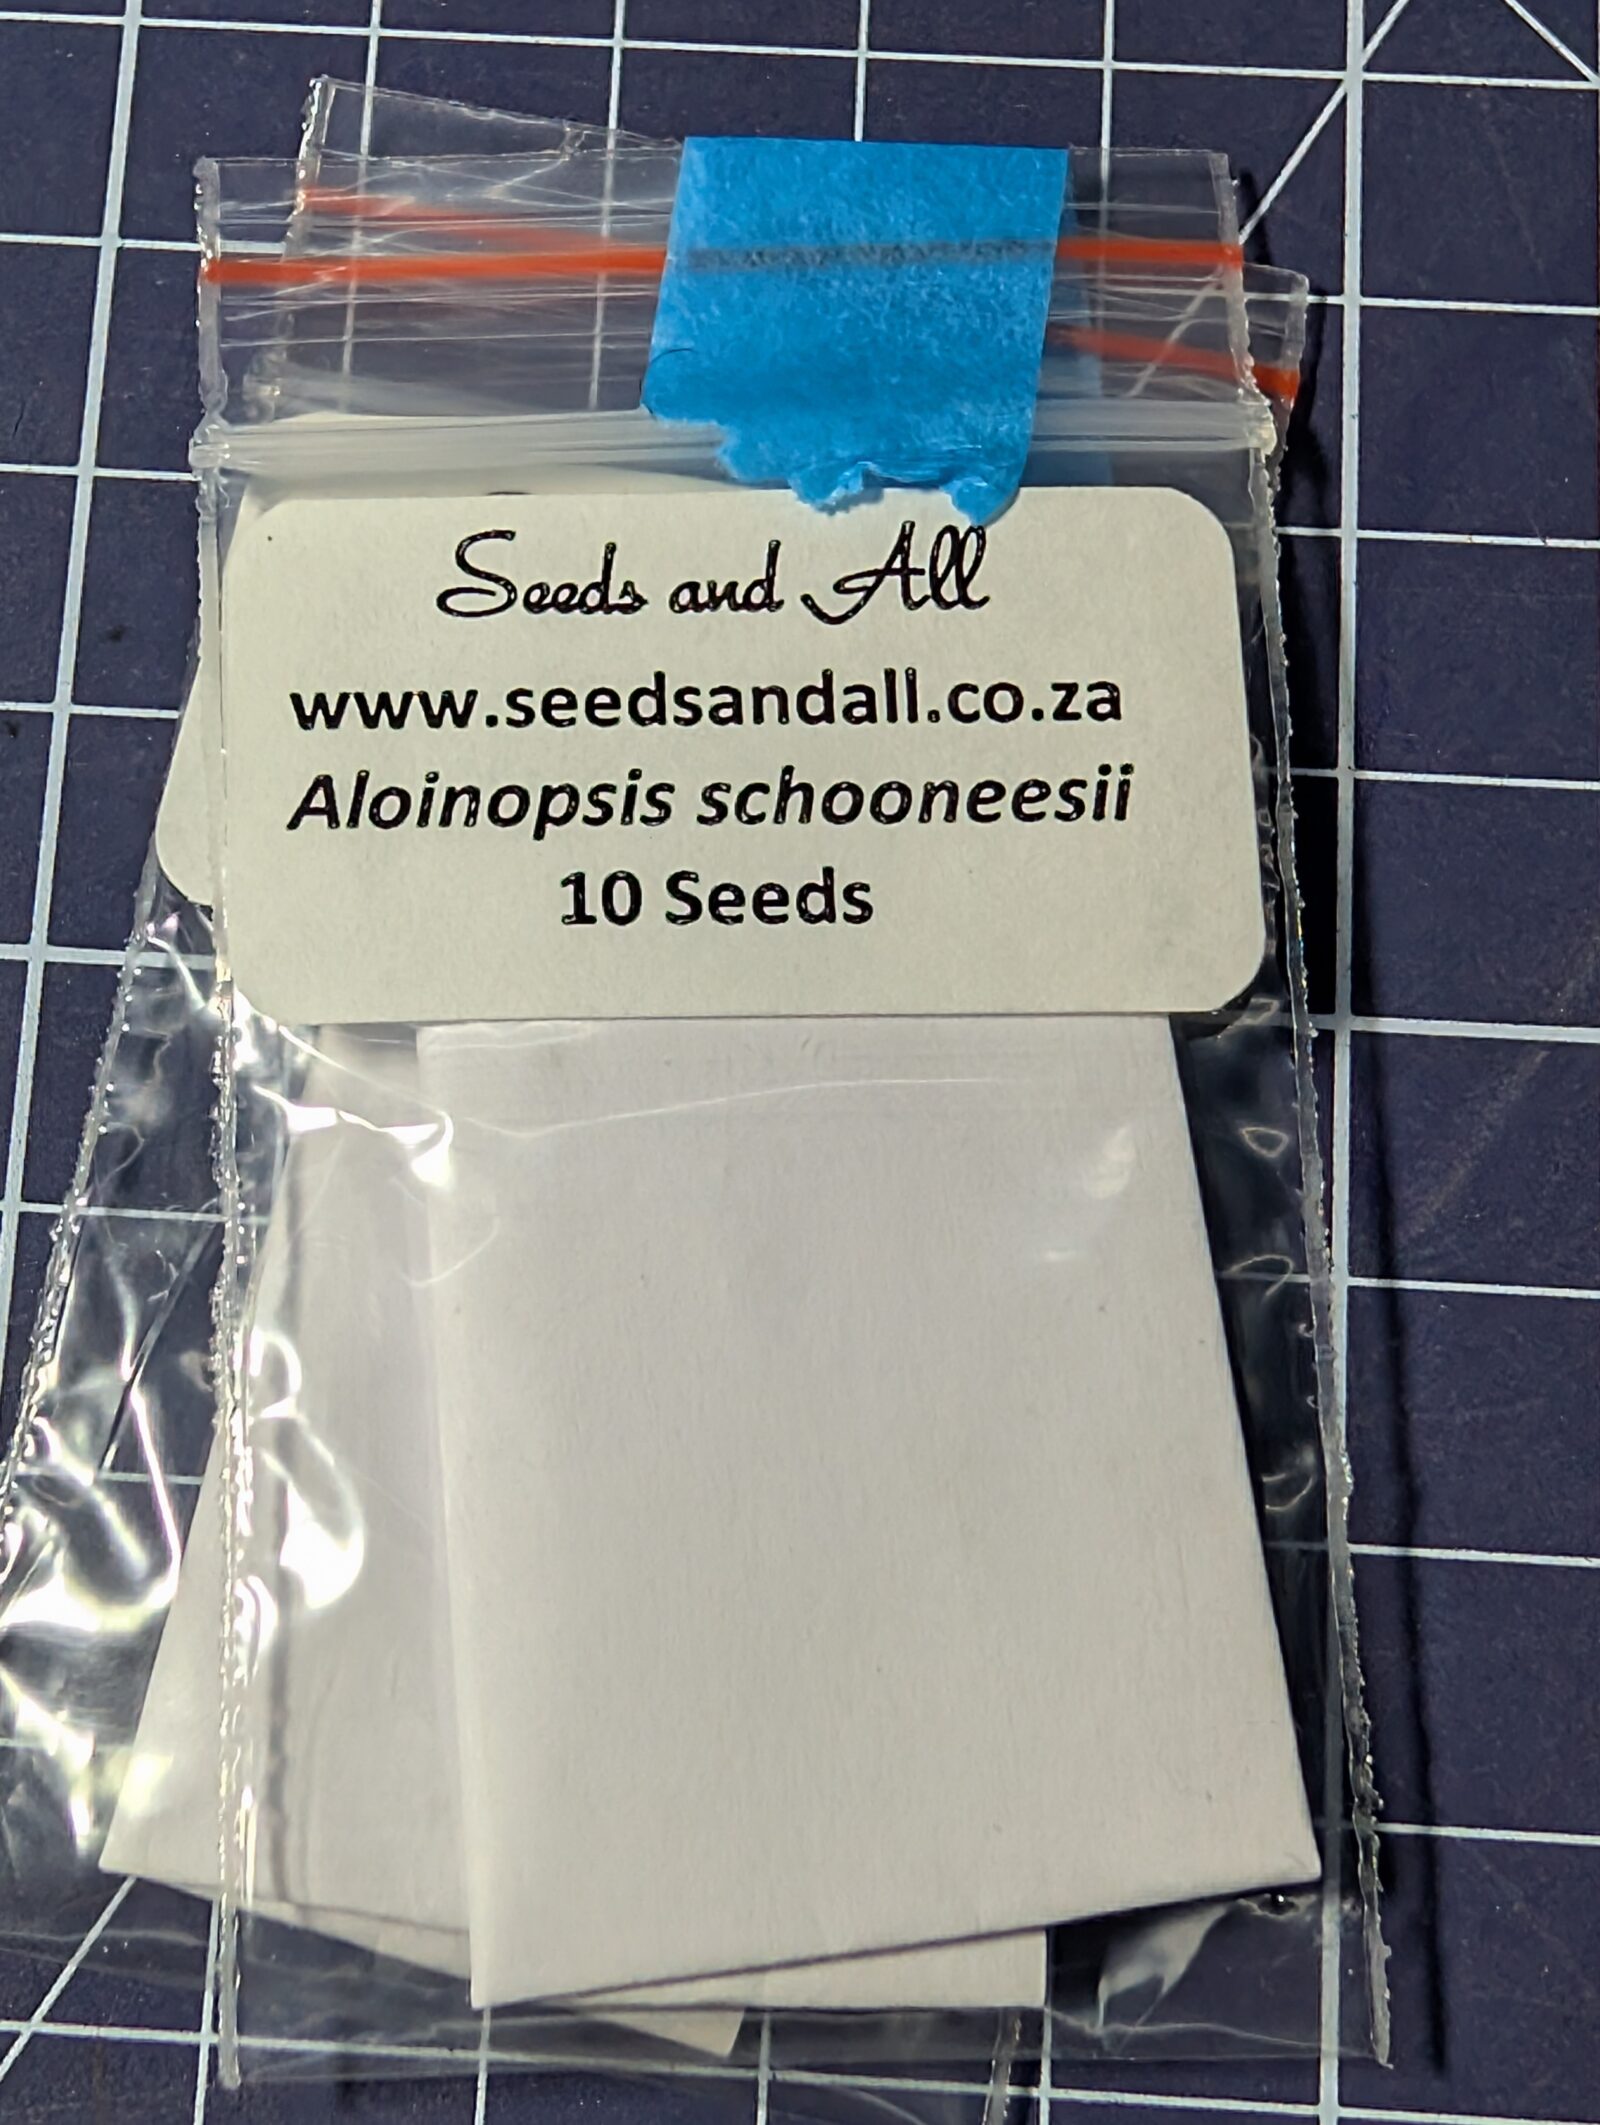 Seeds and All
www.seedsandall.co.za
Aloinopsis schooneesii
10 Seeds